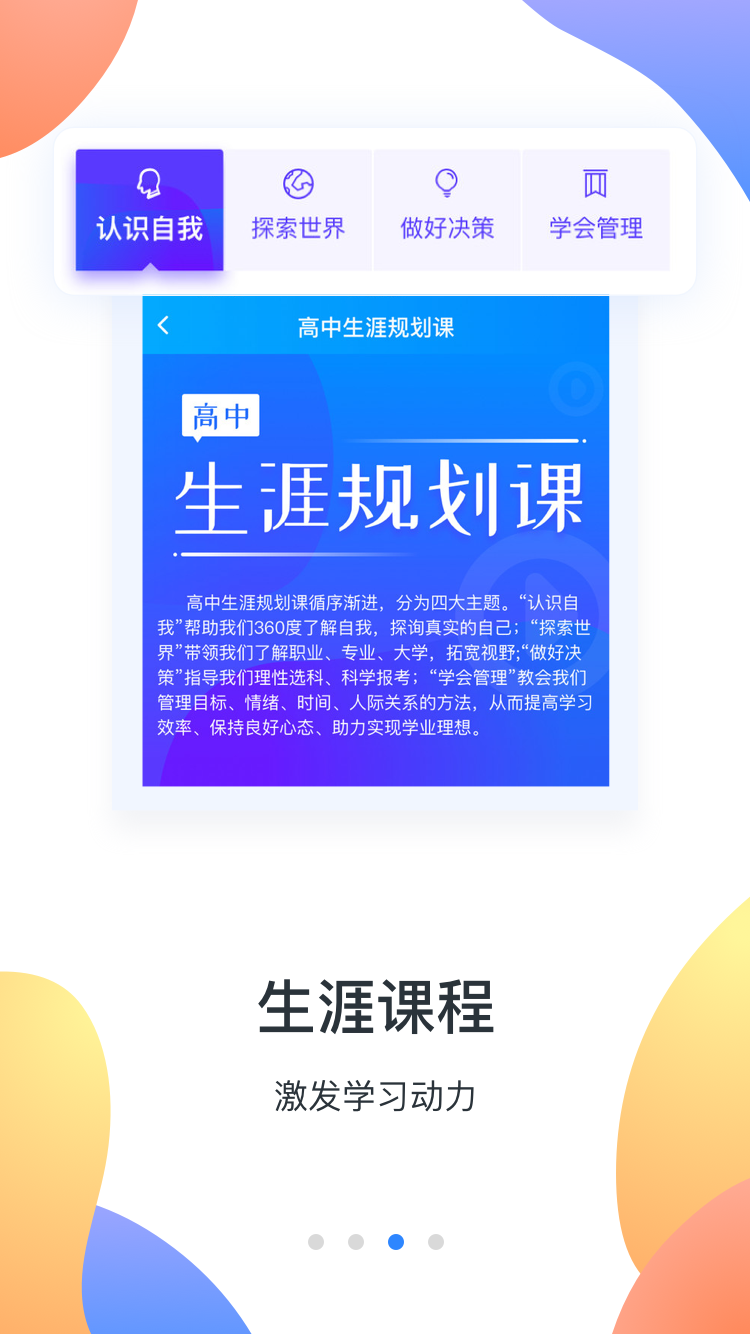 认识自我 探索世界 做好决策 学会管理
高中生涯规划课
高中
生涯规划课
高中生涯规划课循序渐进，分为四大主题。“认识自
我”帮助我们360度了解自我，探询真实的自己；“探索世
界”带领我们了解职业、专业、大学，拓宽视野;“做好决
策”指导我们理性选科、科学报考；“学会管理”教会我们
管理目标、情绪、时间、人际关系的方法，从而提高学习
效率、保持良好心态、助力实现学业理想。
生涯课程
激发学习动力